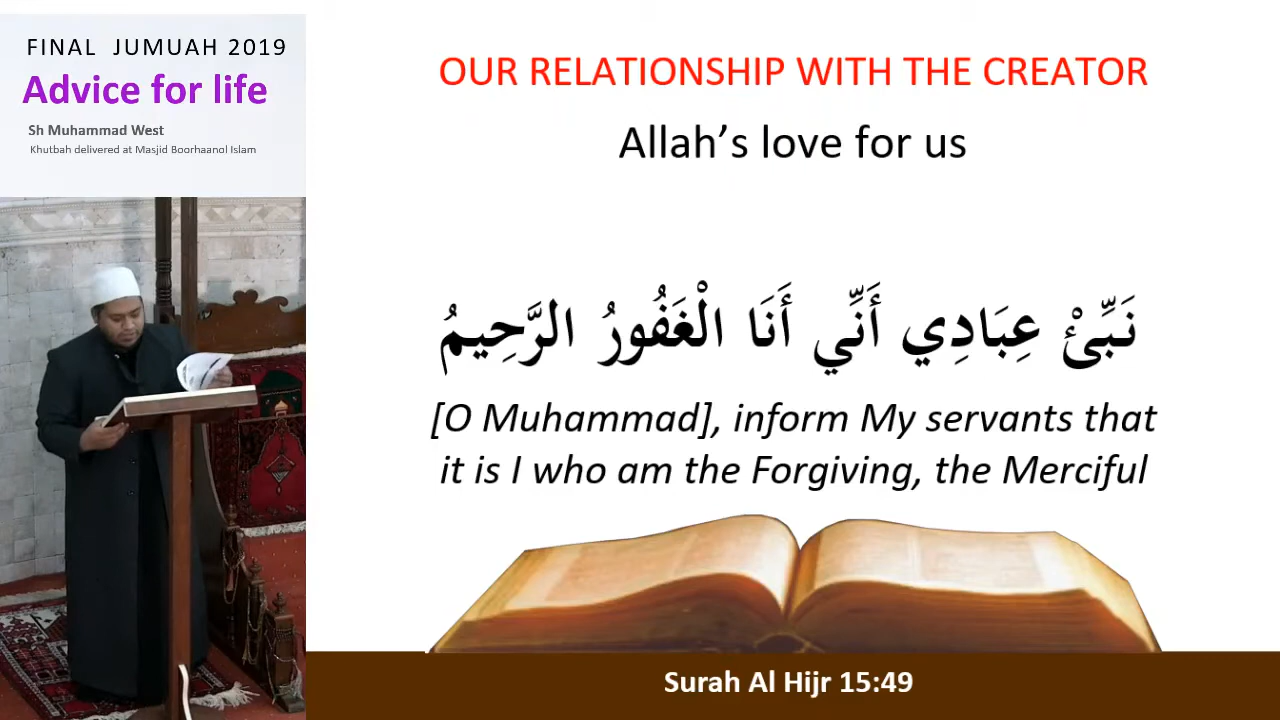 FINAL JUMUAH 2019
Advice for life
Sh Muhammad West
Khutbah delivered at Masjid Boorhaanol Islam
OUR RELATIONSHIP WITH THE CREATOR
Allah’s love for us
نَبِّئْ عِبَادِي أَنِّي أَنَا الْغَفُورُ الرَّحِيمُ
[O Muhammad], inform My servants that
it is I who am the Forgiving, the Merciful
Surah Al Hijr 15:49